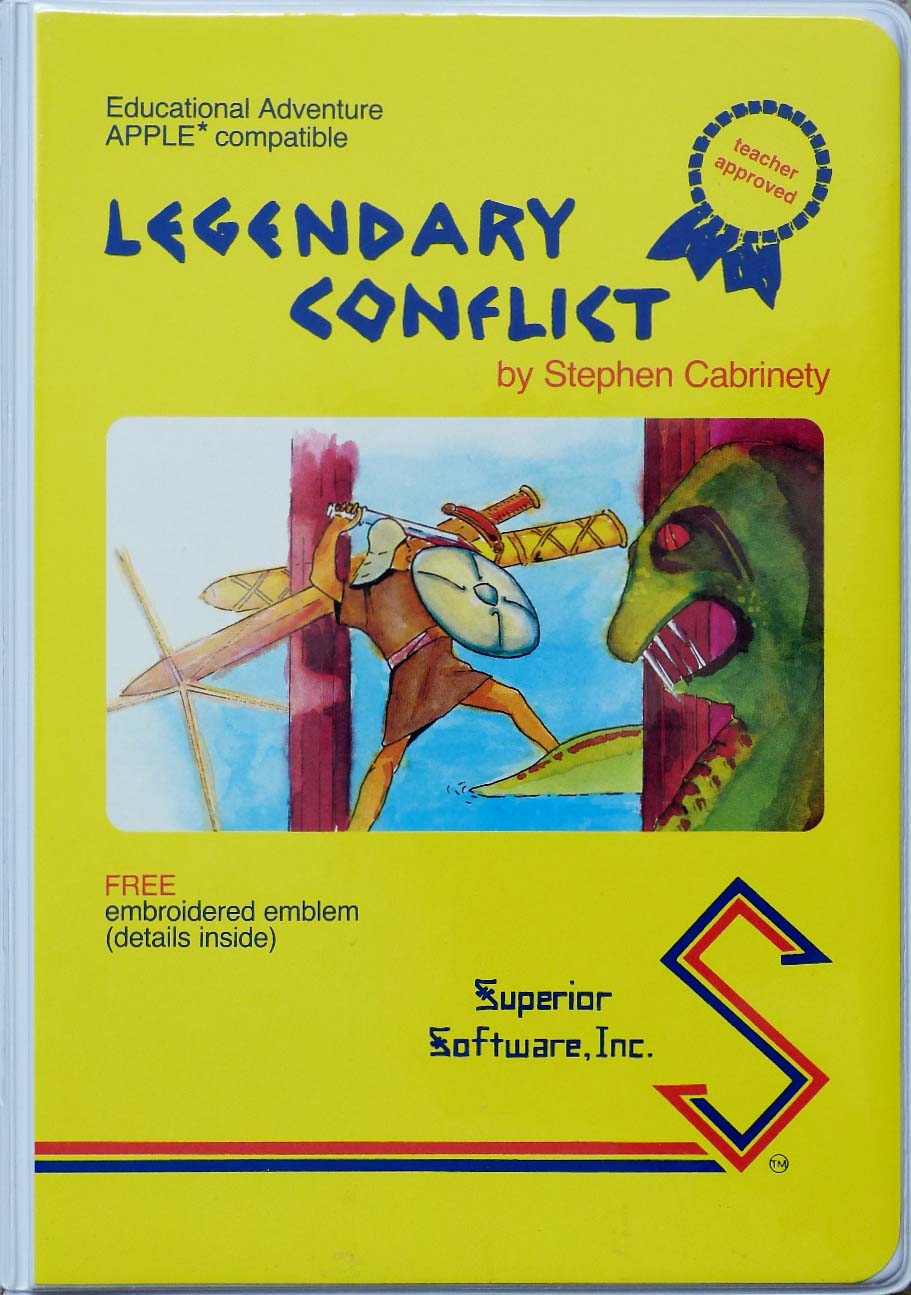 Educational Adventure
APPLE* compatible
teacher
approved
LEGENDARY
CONFLICT
by Stephen Cabrinety
FREE
embroidered emblem
(details inside)
Superior
Software, Inc.
S
TM